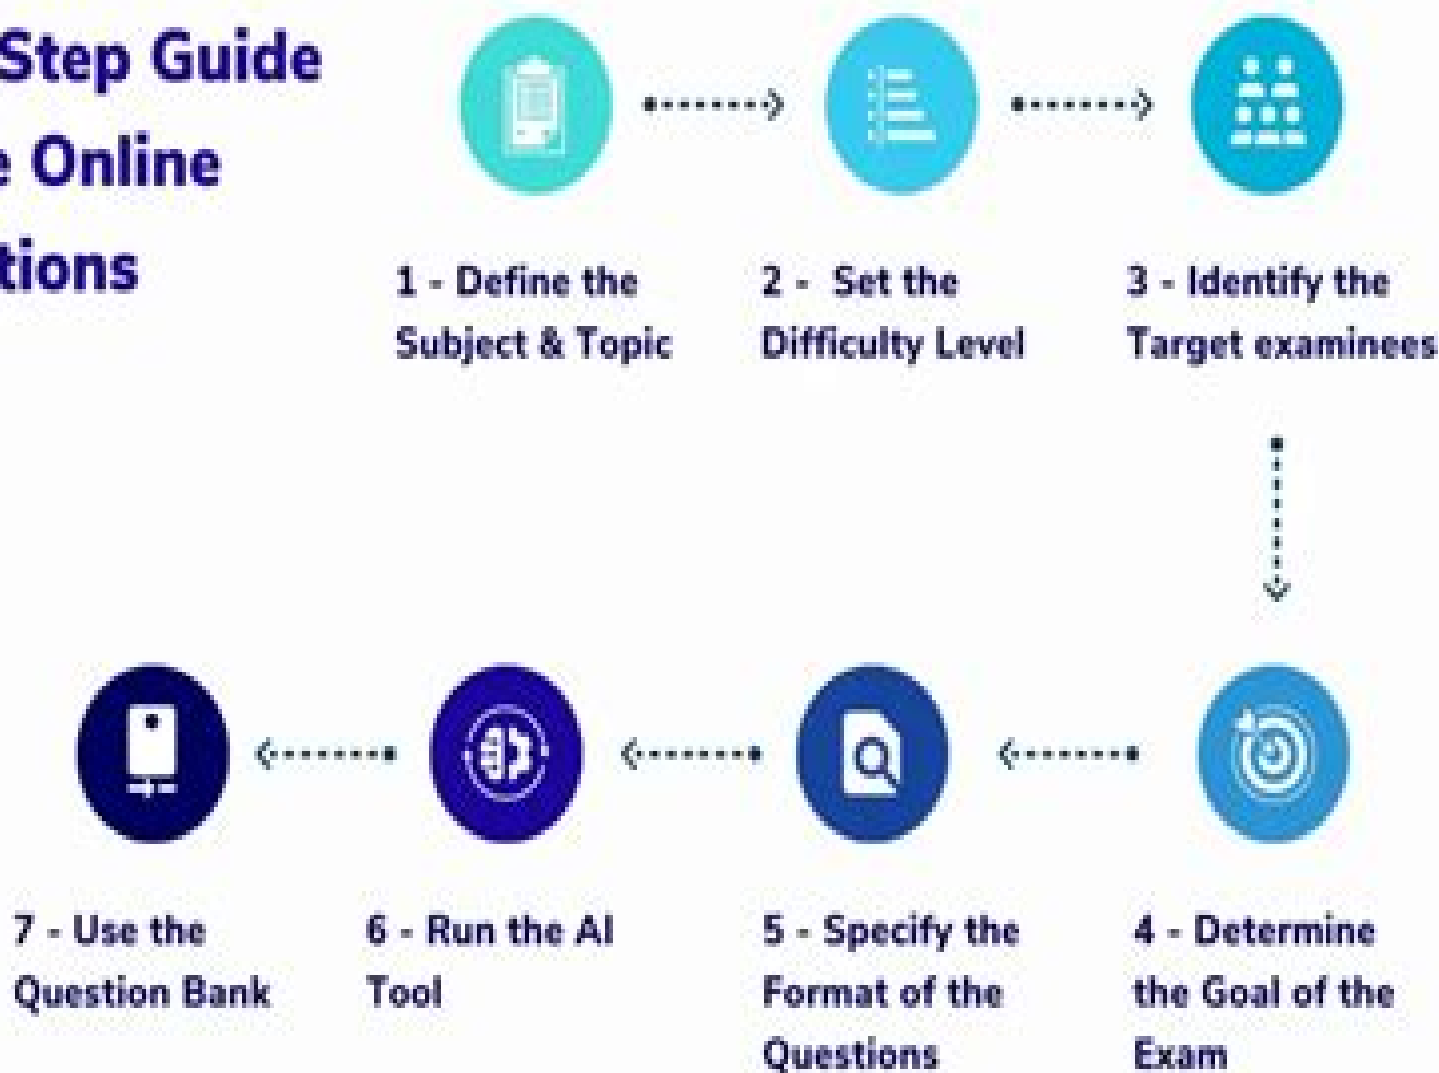 Step Guide
e Online
tions
1 - Define the
Subject & Topic
2 - Set the
Difficulty Level
3 - Identify the
Target examinees
4 - Determine
the Goal of the
Exam
5 - Specify the
Format of the
Questions
6 - Run the AI
Tool
7 - Use the
Question Bank